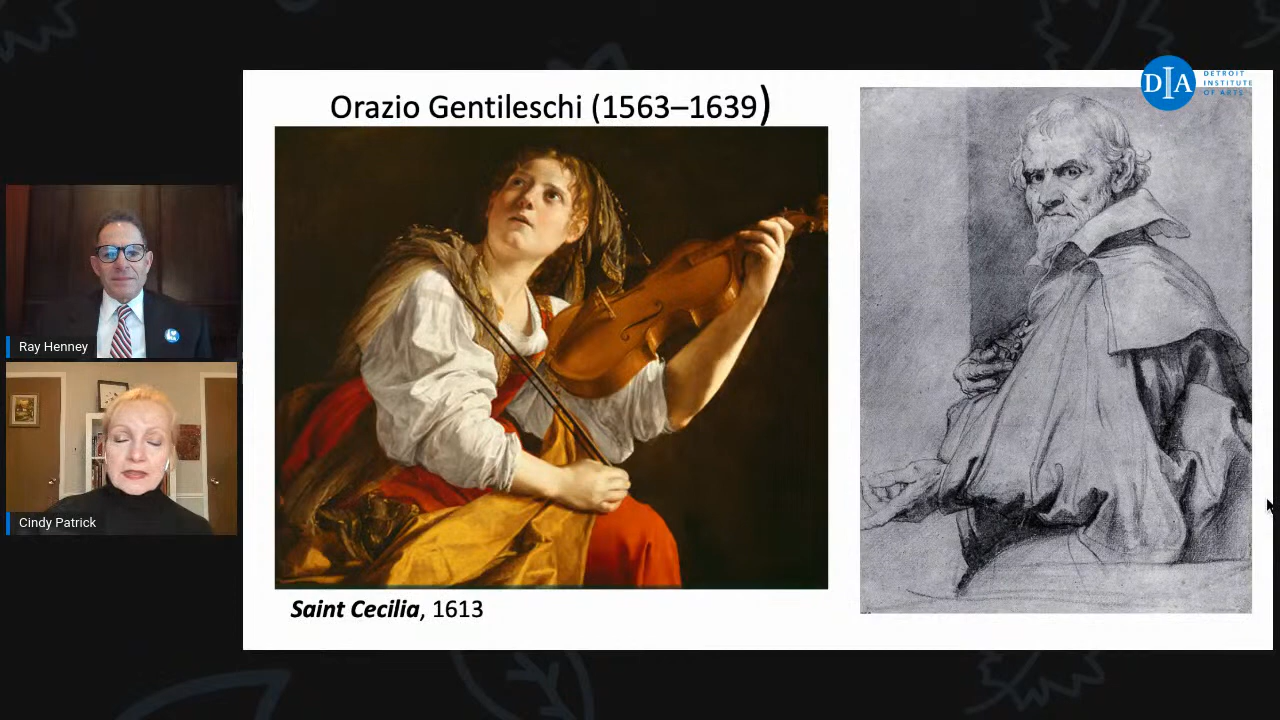 Orazio Gentileschi (1563–1639)
DIA
DETROIT
INSTITUTE
OF ARTS
Ray Henney
Cindy Patrick
Saint Cecilia, 1613